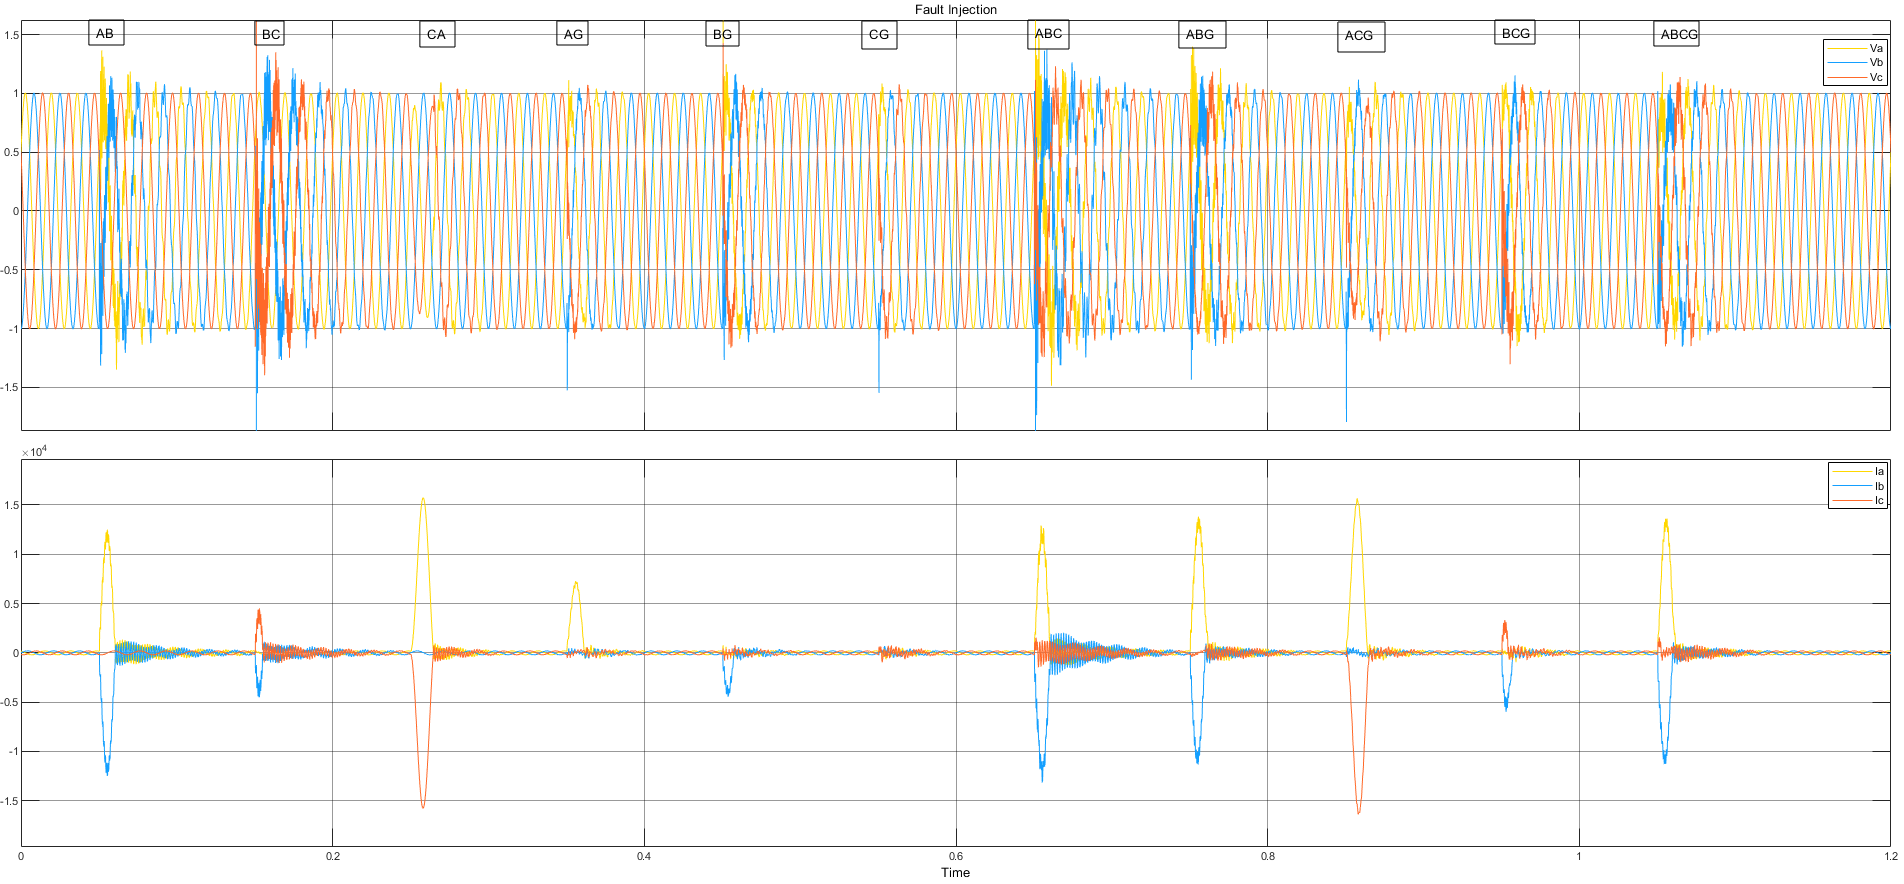 Fault Injection
AB BC CA AG BG CG ABC ABG ACG BCG ABCG
1.5
1
0.5
0
-0.5
-1
-1.5
Va
Vb
Vc
×10⁴
1.5
1
0.5
0
-0.5
-1
-1.5
Ia
Ib
Ic
0 0.2 0.4 0.6 0.8 1 1.2
Time